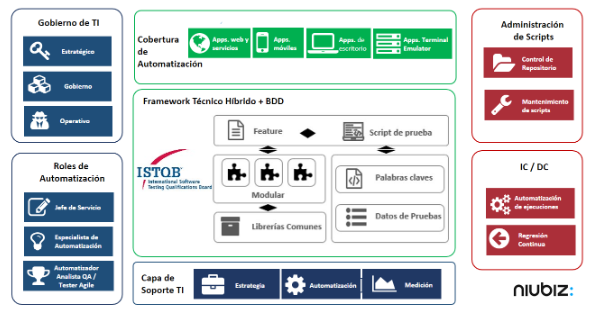 Gobierno de TI
Estratégico
Gobierno
Operativo
Roles de
Automatización
Jefe de Servicio
Especialista de
Automatización
Automatizador
Analista QA /
Tester Agile
Cobertura
de
Automatización
Apps. web y
servicios
Apps.
móviles
Apps. de
escritorio
Apps. Terminal
Emulator
Framework Técnico Híbrido + BDD
ISTQB
International Software
Testing Qualifications Board
Feature
Script de prueba
Modular
Librerías Comunes
Palabras claves
Datos de Pruebas
Capa de
Soporte TI
Estrategia
Automatización
Medición
Administración
de Scripts
Control de
Repositorio
Mantenimiento
de scripts
IC / DC
Automatización
de ejecuciones
Regresión
Continua
niubiz: